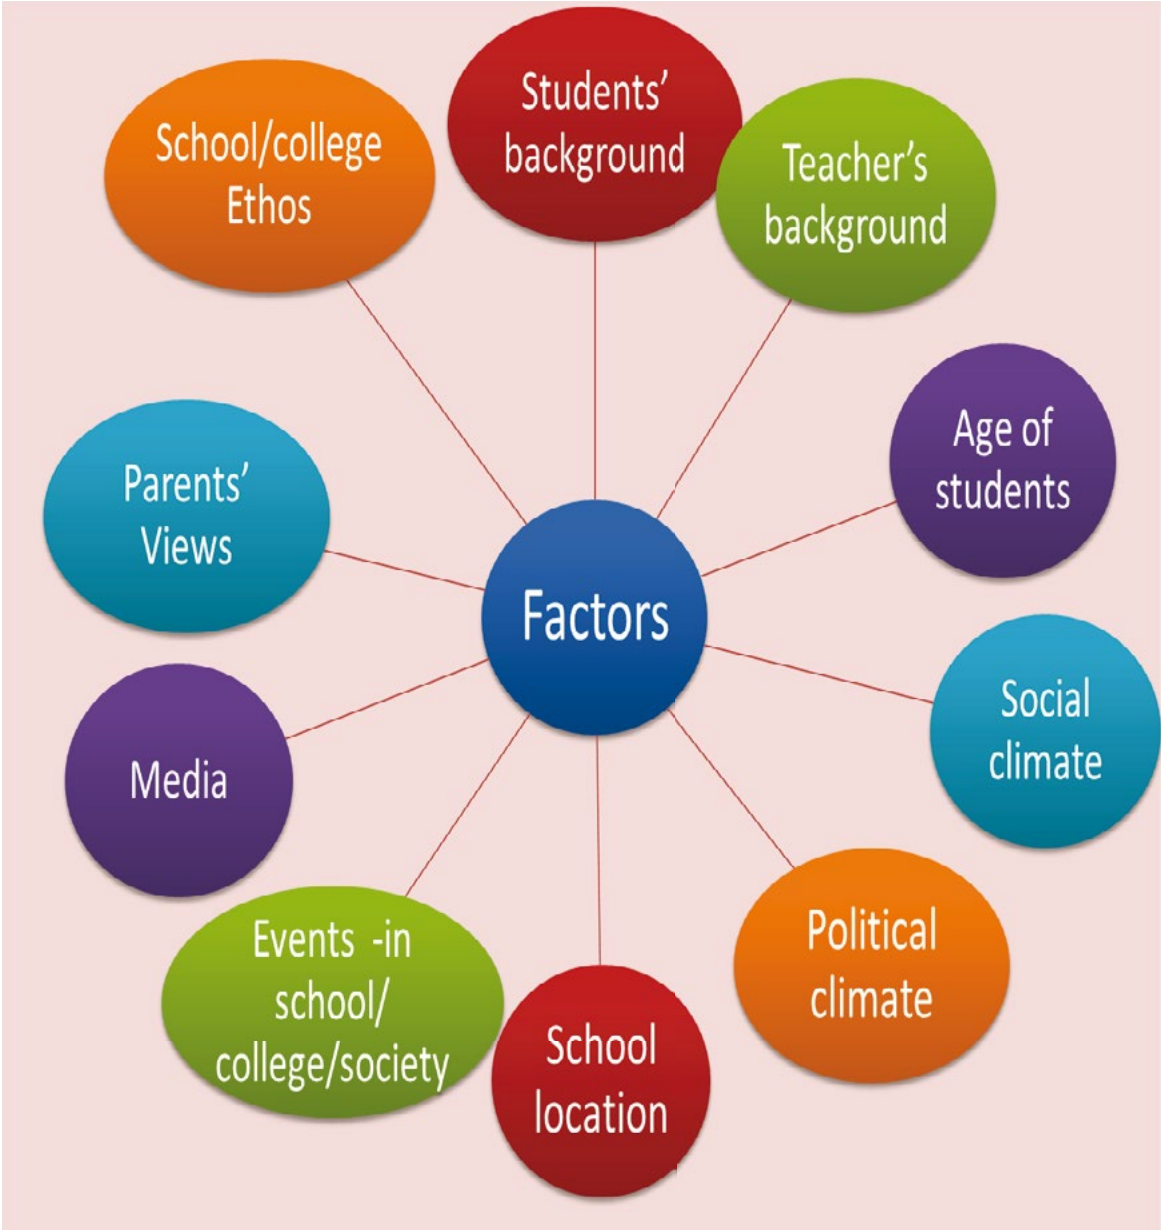 Students’
background
Teacher’s
background
Age of
students
Social
climate
Political
climate
School
location
Events  -in
school/
college/society
Media
Parents’
Views
School/college
Ethos
Factors